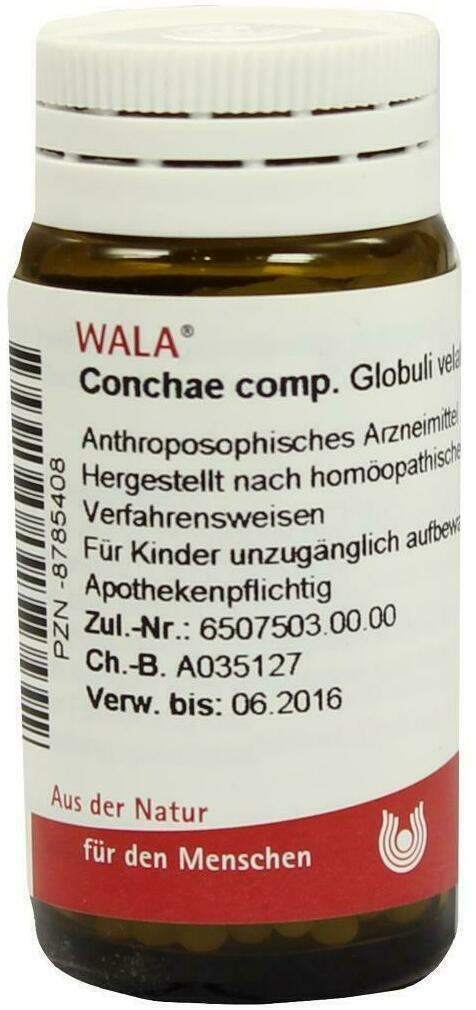 WALA®
Conchae comp. Globuli
Anthroposophisches Arzneimittel
Hergestellt nach
Verfahrensweisen
Für Kinder unzugänglich
Apothekenpflichtig
Zul.-Nr.: 6507503.00.00
Ch.-B. A035127
Verw. bis: 06.2016
PZN -8785408
Aus der Natur
für den Menschen